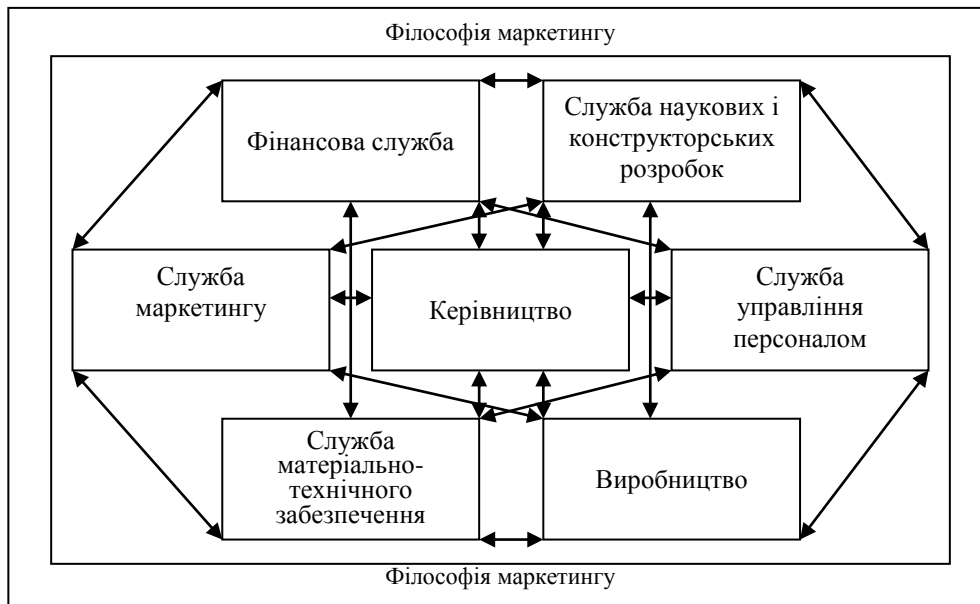 Філософія маркетингу
Фінансова служба
Служба наукових і
конструкторських
розробок
Служба
маркетингу
Керівництво
Служба
управління
персоналом
Служба
матеріально-
технічного
забезпечення
Виробництво
Філософія маркетингу